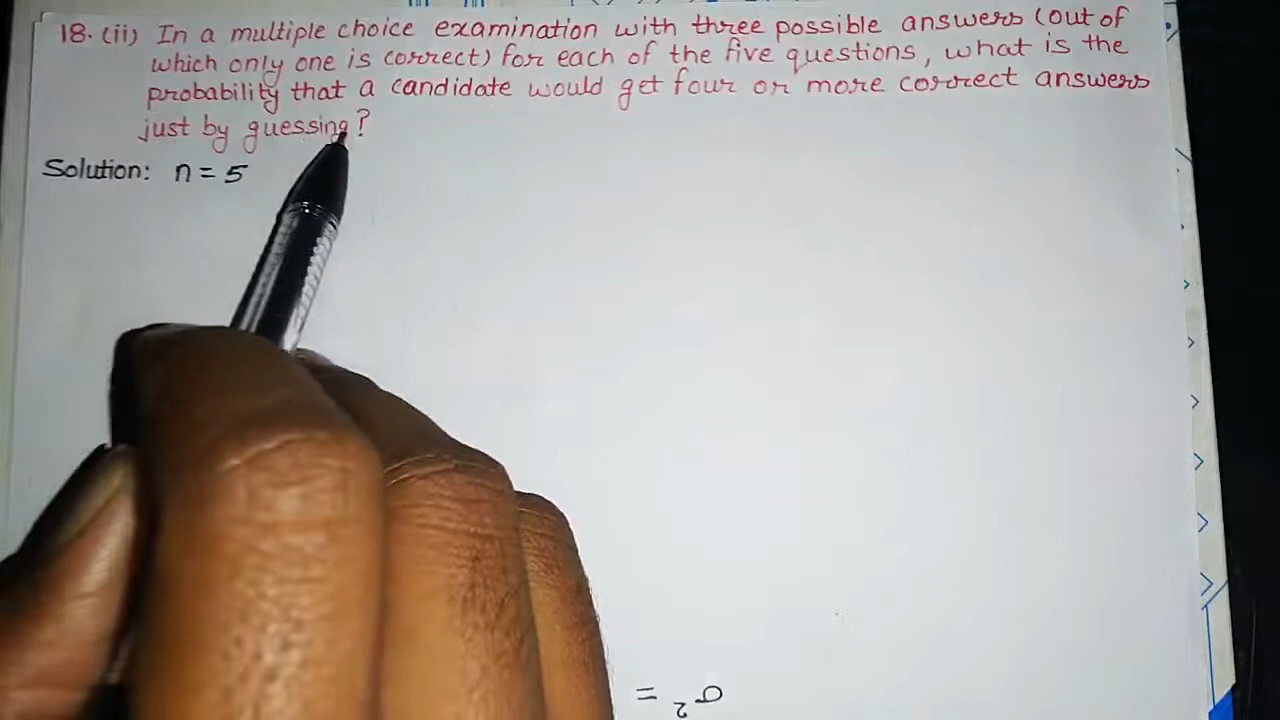 18. (ii) In a multiple choice examination with three possible answers (out of
which only one is correct) for each of the five questions, what is the
probability that a candidate would get four or more correct answers
just by guessing?
Solution: n = 5
σ² =